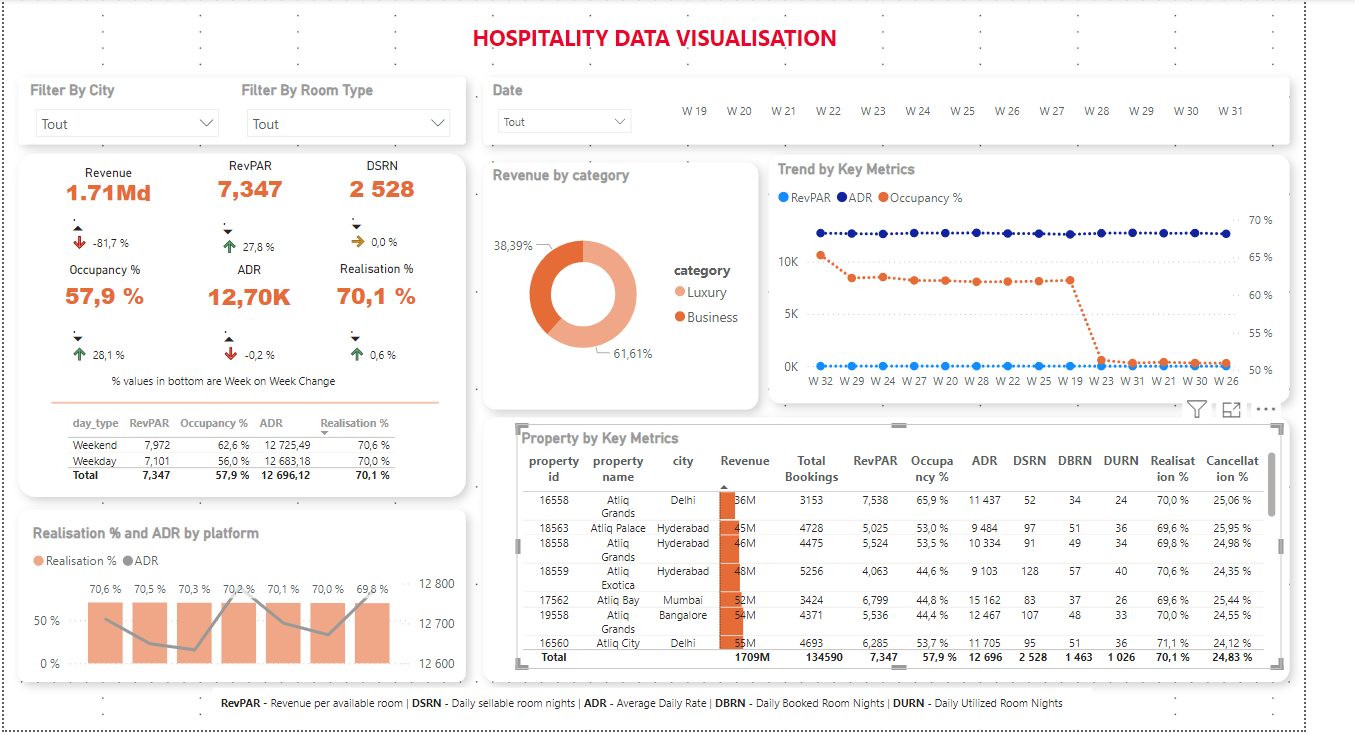 HOSPITALITY DATA VISUALISATION
Filter By City
Filter By Room Type
Tout
Tout
Date
Tout
W 19 W 20 W 21 W 22 W 23 W 24 W 25 W 26 W 27 W 28 W 29 W 30 W 31
Revenue RevPAR DSRN
1.71Md 7,347 2 528
-81,7 % 27,8 % 0,0 %
Occupancy % ADR Realisation %
57,9 % 12,70K 70,1 %
28,1 % -0,2 % 0,6 %
% values in bottom are Week on Week Change
day_type RevPAR Occupancy % ADR Realisation %
Weekend 7,972 62,6 % 12 725,49 70,6 %
Weekday 7,101 56,0 % 12 683,18 70,0 %
Total 7,347 57,9 % 12 696,12 70,1 %
Revenue by category
38,39%
61,61%
category
Luxury
Business
Trend by Key Metrics
RevPAR ADR Occupancy %
70 %
65 %
60 %
55 %
50 %
10K
5K
0K
W 32 W 29 W 24 W 27 W 20 W 28 W 22 W 25 W 19 W 23 W 31 W 21 W 30 W 26
Realisation % and ADR by platform
Realisation % ADR
70,6 % 70,5 % 70,3 % 70,2 % 70,1 % 70,0 % 69,8 %
50 %
0 %
12 800
12 700
12 600
Property by Key Metrics
property city Revenue Total RevPAR Occupa ADR DSRN DBRN DURN Realisat Cancellat
id name Bookings ncy % ion % ion %
16558 Atliq Grands Delhi 36M 3153 7,538 65,9 % 11 437 52 34 24 70,0 % 25,06 %
18563 Atliq Palace Hyderabad 45M 4728 5,025 53,0 % 9 484 97 51 36 69,6 % 25,95 %
18558 Atliq Grands Hyderabad 46M 4475 5,524 53,5 % 10 334 91 49 34 69,8 % 24,98 %
18559 Atliq Exotica Hyderabad 48M 5256 4,063 44,6 % 9 103 128 57 40 70,6 % 24,35 %
17562 Atliq Bay Mumbai 52M 3424 6,799 44,8 % 15 162 83 37 26 69,6 % 25,44 %
19558 Atliq Grands Bangalore 54M 4371 5,536 44,4 % 12 467 107 48 33 70,0 % 24,55 %
16560 Atliq City Delhi 55M 4693 6,285 53,7 % 11 705 95 51 36 71,1 % 24,12 %
Total 1709M 134590 7,347 57,9 % 12 696 2 528 1 463 1 026 70,1 % 24,83 %
RevPAR - Revenue per available room | DSRN - Daily sellable room nights | ADR - Average Daily Rate | DBRN - Daily Booked Room Nights | DURN - Daily Utilized Room Nights